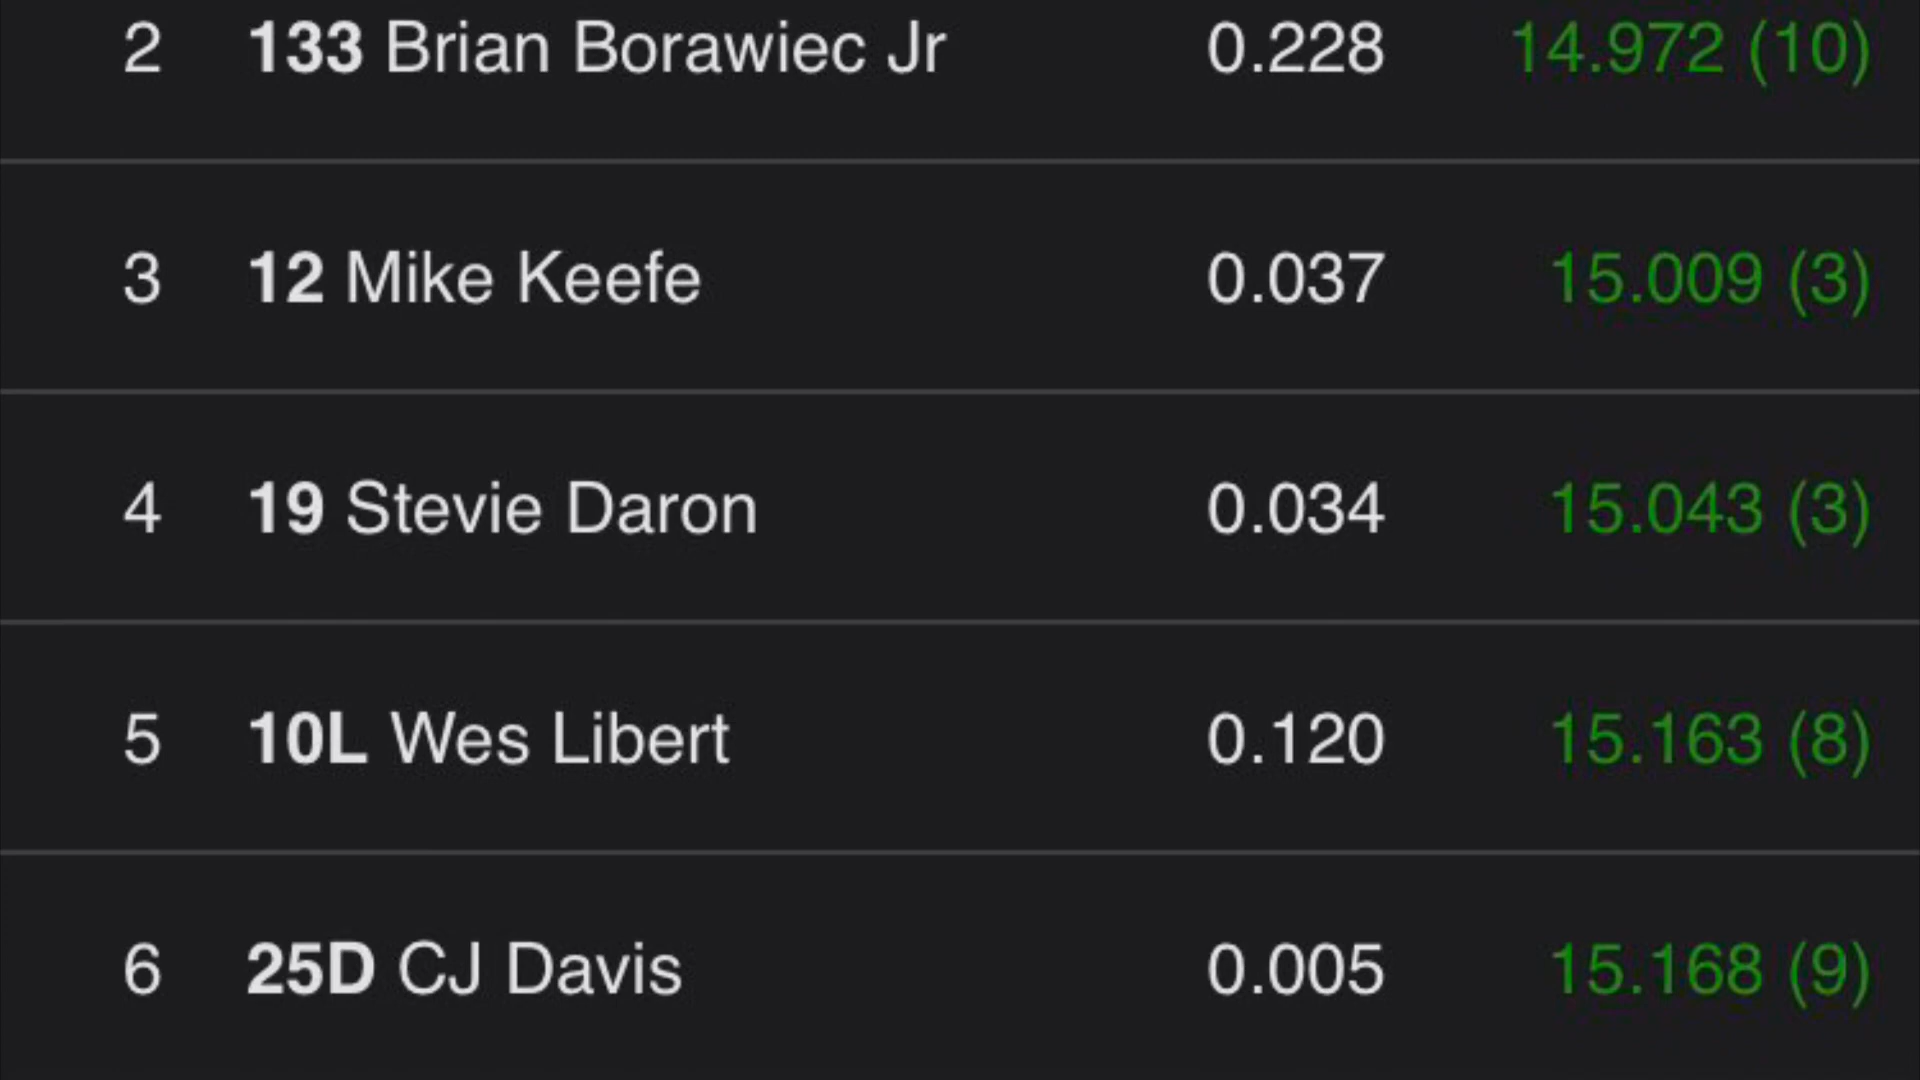 2 133 Brian Borawiec Jr 0.228 14.972 (10)
3 12 Mike Keefe 0.037 15.009 (3)
4 19 Stevie Daron 0.034 15.043 (3)
5 10L Wes Libert 0.120 15.163 (8)
6 25D CJ Davis 0.005 15.168 (9)